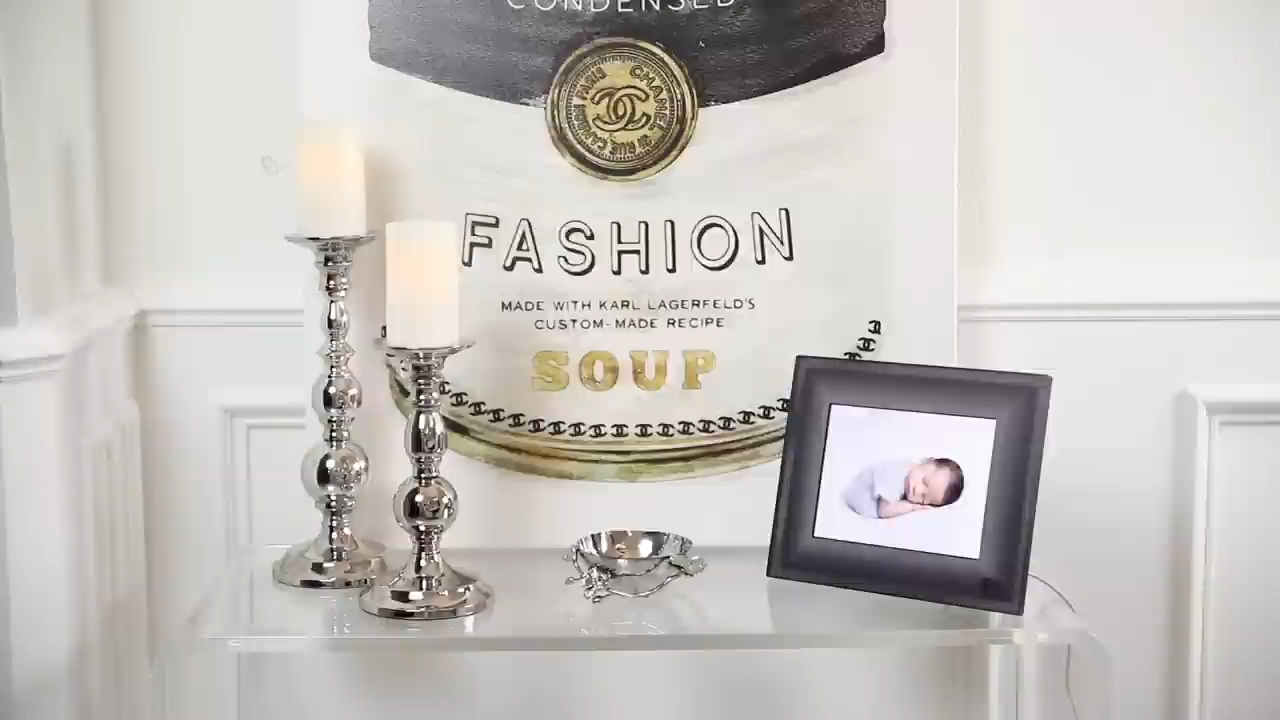 CONDENSED
CHANEL 31 RUE CAMBON PARIS
FASHION
MADE WITH KARL LAGERFELD'S
CUSTOM-MADE RECIPE
SOUP